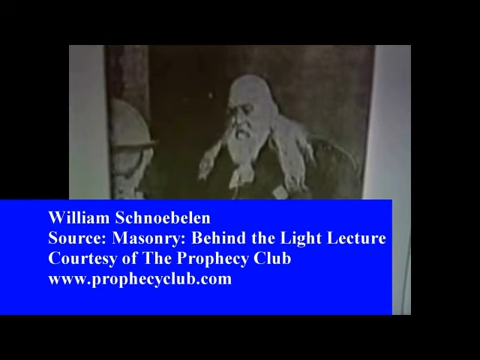 William Schnoebelen
Source: Masonry: Behind the Light Lecture
Courtesy of The Prophecy Club
www.prophecyclub.com